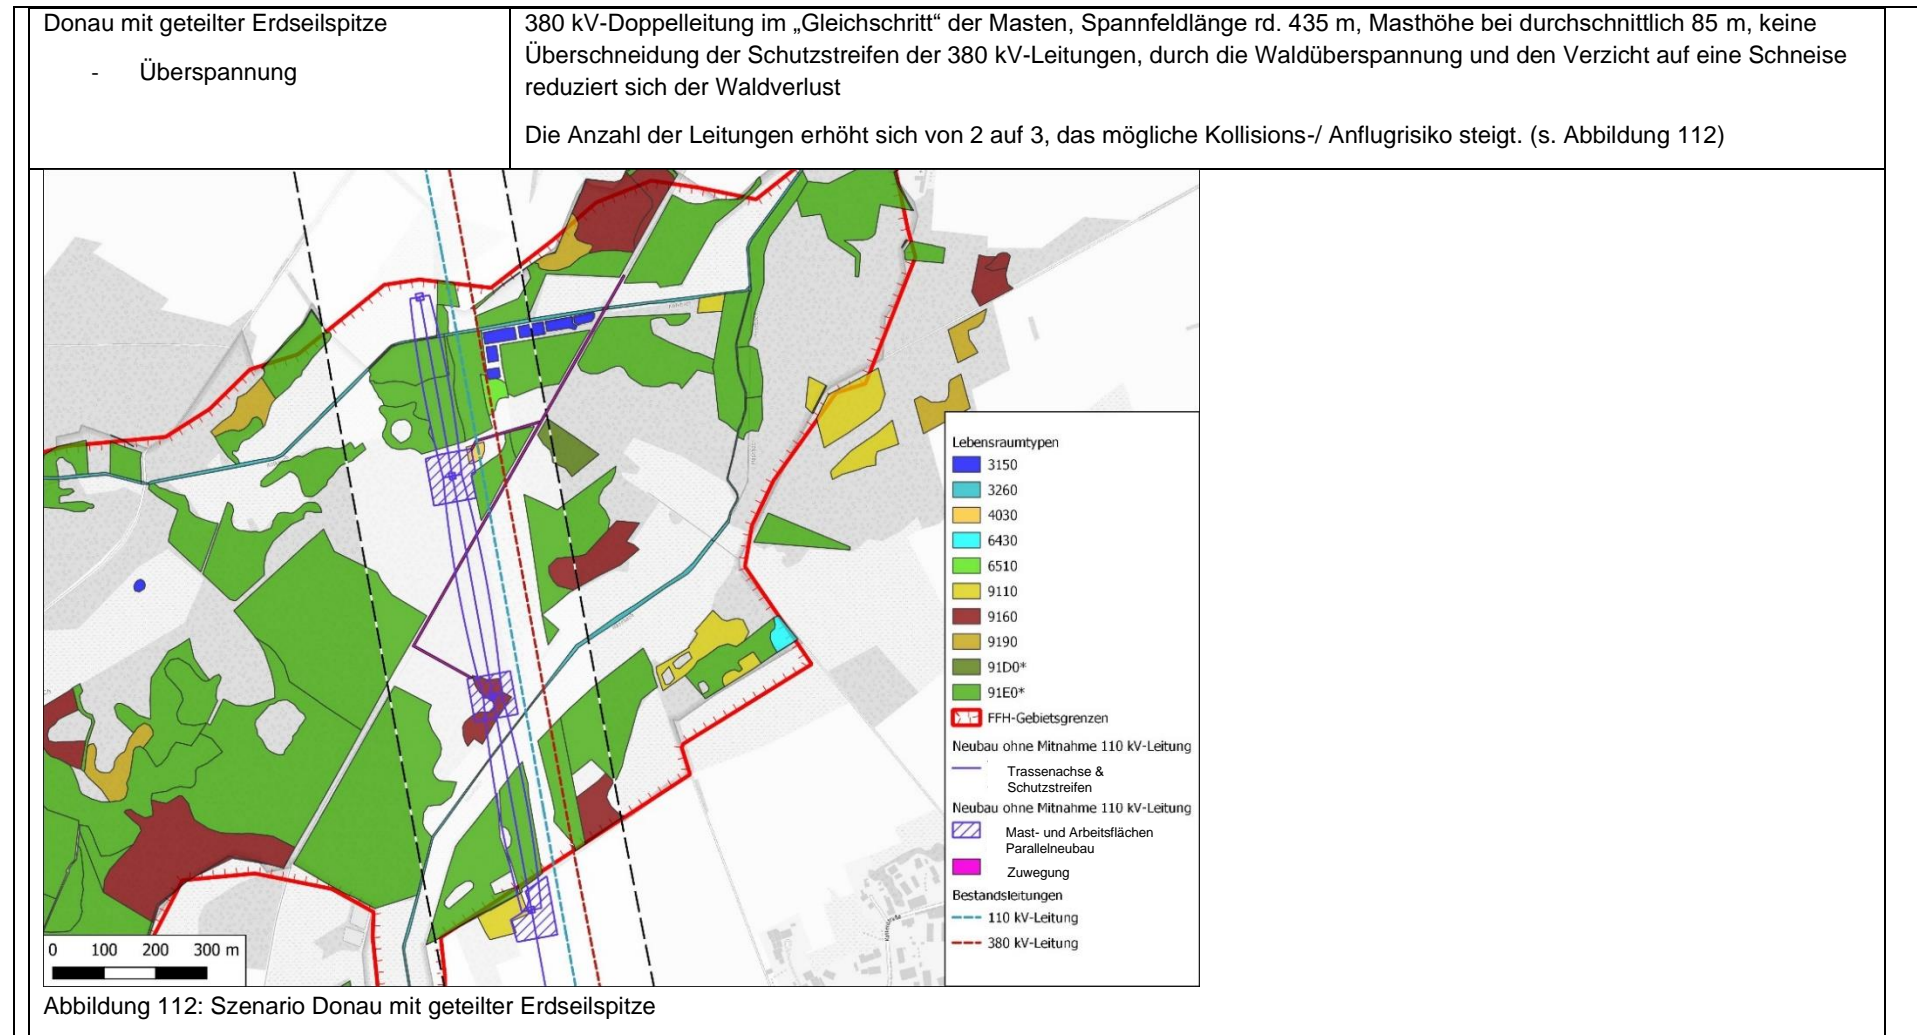 Donau mit geteilter Erdseilspitze
- Überspannung
380 kV-Doppelleitung im „Gleichschritt“ der Masten, Spannfeldlänge rd. 435 m, Masthöhe bei durchschnittlich 85 m, keine
Überschneidung der Schutzstreifen der 380 kV-Leitungen, durch die Waldüberspannung und den Verzicht auf eine Schneise
reduziert sich der Waldverlust
Die Anzahl der Leitungen erhöht sich von 2 auf 3, das mögliche Kollisions-/ Anflugrisiko steigt. (s. Abbildung 112)
Lebensraumtypen
3150
3260
4030
6430
6510
9110
9160
9190
91D0*
91E0*
FFH-Gebietsgrenzen
Neubau ohne Mitnahme 110 kV-Leitung
Trassenachse &
Schutzstreifen
Neubau ohne Mitnahme 110 kV-Leitung
Mast- und Arbeitsflächen
Parallelneubau
Zuwegung
Bestandsleitungen
110 kV-Leitung
380 kV-Leitung
0 100 200 300 m
Abbildung 112: Szenario Donau mit geteilter Erdseilspitze